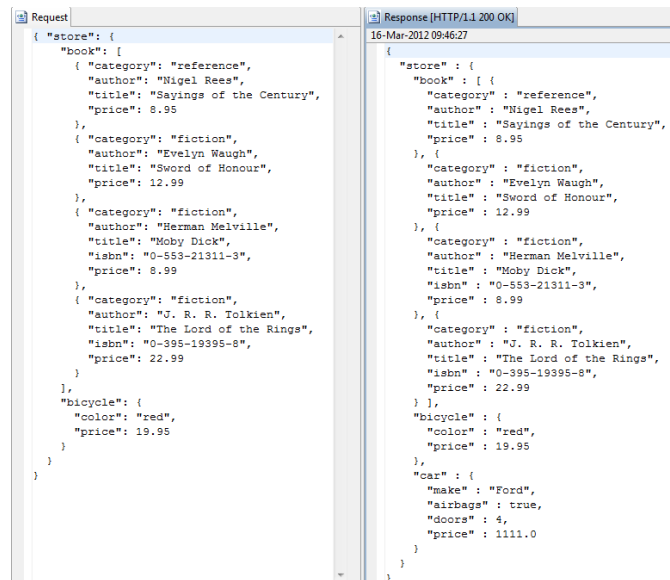 Request
{ "store": {
"book": [
{ "category": "reference",
"author": "Nigel Rees",
"title": "Sayings of the Century",
"price": 8.95
},
{ "category": "fiction",
"author": "Evelyn Waugh",
"title": "Sword of Honour",
"price": 12.99
},
{ "category": "fiction",
"author": "Herman Melville",
"title": "Moby Dick",
"isbn": "0-553-21311-3",
"price": 8.99
},
{ "category": "fiction",
"author": "J. R. R. Tolkien",
"title": "The Lord of the Rings",
"isbn": "0-395-19395-8",
"price": 22.99
}
],
"bicycle": {
"color": "red",
"price": 19.95
}
}
}
Response [HTTP/1.1 200 OK]
16-Mar-2012 09:46:27
{
"store" : {
"book" : [ {
"category" : "reference",
"author" : "Nigel Rees",
"title" : "Sayings of the Century",
"price" : 8.95
}, {
"category" : "fiction",
"author" : "Evelyn Waugh",
"title" : "Sword of Honour",
"price" : 12.99
}, {
"category" : "fiction",
"author" : "Herman Melville",
"title" : "Moby Dick",
"isbn" : "0-553-21311-3",
"price" : 8.99
}, {
"category" : "fiction",
"author" : "J. R. R. Tolkien",
"title" : "The Lord of the Rings",
"isbn" : "0-395-19395-8",
"price" : 22.99
} ],
"bicycle" : {
"color" : "red",
"price" : 19.95
},
"car" : {
"make" : "Ford",
"airbags" : true,
"doors" : 4,
"price" : 1111.0
}
}
}